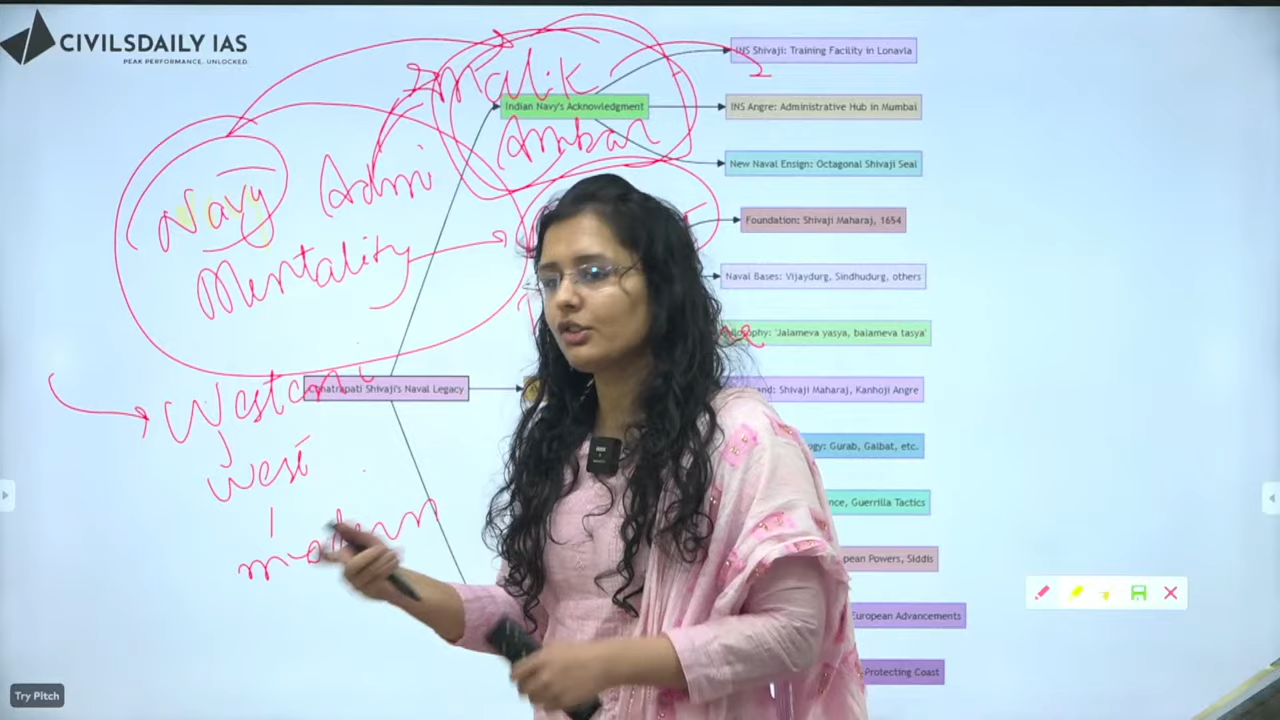 CIVILSDAILY IAS
PEAK PERFORMANCE. UNLOCKED.
Malik
Ambar
Navy Admi
Mentality
Western
West
modern
Indian Navy's Acknowledgment
Chhatrapati Shivaji's Naval Legacy
INS Shivaji: Training Facility in Lonavla
INS Angre: Administrative Hub in Mumbai
New Naval Ensign: Octagonal Shivaji Seal
Foundation: Shivaji Maharaj, 1654
Naval Bases: Vijaydurg, Sindhudurg, others
'Jalameva yasya, balameva tasya'
Shivaji Maharaj, Kanhoji Angre
Gurab, Galbat, etc.
Guerrilla Tactics
Powers, Siddis
European Advancements
Protecting Coast
Try Pitch